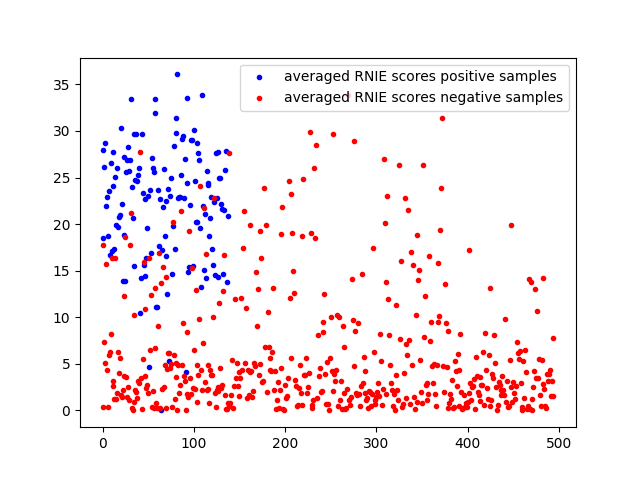 averaged RNIE scores positive samples
averaged RNIE scores negative samples
35
30
25
20
15
10
5
0
0 100 200 300 400 500